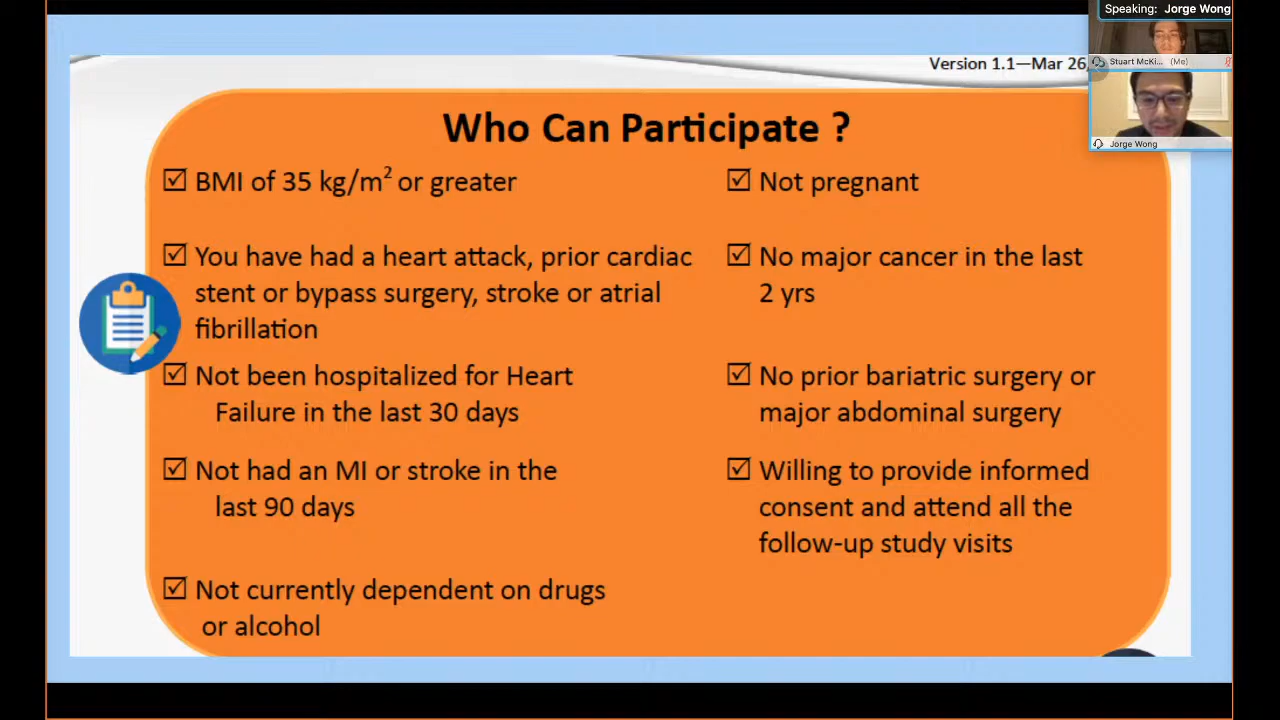 Speaking: Jorge Wong
Stuart McKi... (Me)
Jorge Wong
Version 1.1—Mar 26,
Who Can Participate ?
☑ BMI of 35 kg/m² or greater
☑ You have had a heart attack, prior cardiac
stent or bypass surgery, stroke or atrial
fibrillation
☑ Not been hospitalized for Heart
Failure in the last 30 days
☑ Not had an MI or stroke in the
last 90 days
☑ Not currently dependent on drugs
or alcohol
☑ Not pregnant
☑ No major cancer in the last
2 yrs
☑ No prior bariatric surgery or
major abdominal surgery
☑ Willing to provide informed
consent and attend all the
follow-up study visits